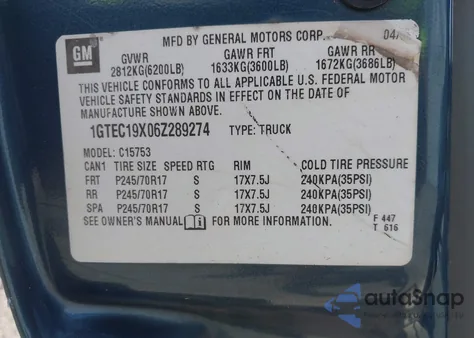 GM
MFD BY GENERAL MOTORS CORP. 04/
GVWR GAWR FRT GAWR RR
2812KG(6200LB) 1633KG(3600LB) 1672KG(3686LB)
THIS VEHICLE CONFORMS TO ALL APPLICABLE U.S. FEDERAL MOTOR
VEHICLE SAFETY STANDARDS IN EFFECT ON THE DATE OF
MANUFACTURE SHOWN ABOVE.
1GTEC19X06Z289274 TYPE: TRUCK
MODEL: C15753
CAN1 TIRE SIZE SPEED RTG RIM COLD TIRE PRESSURE
FRT P245/70R17 S 17X7.5J 240KPA(35PSI)
RR P245/70R17 S 17X7.5J 240KPA(35PSI)
SPA P245/70R17 S 17X7.5J 240KPA(35PSI)
SEE OWNER'S MANUAL FOR MORE INFORMATION. F 447
T 616
autoSnap